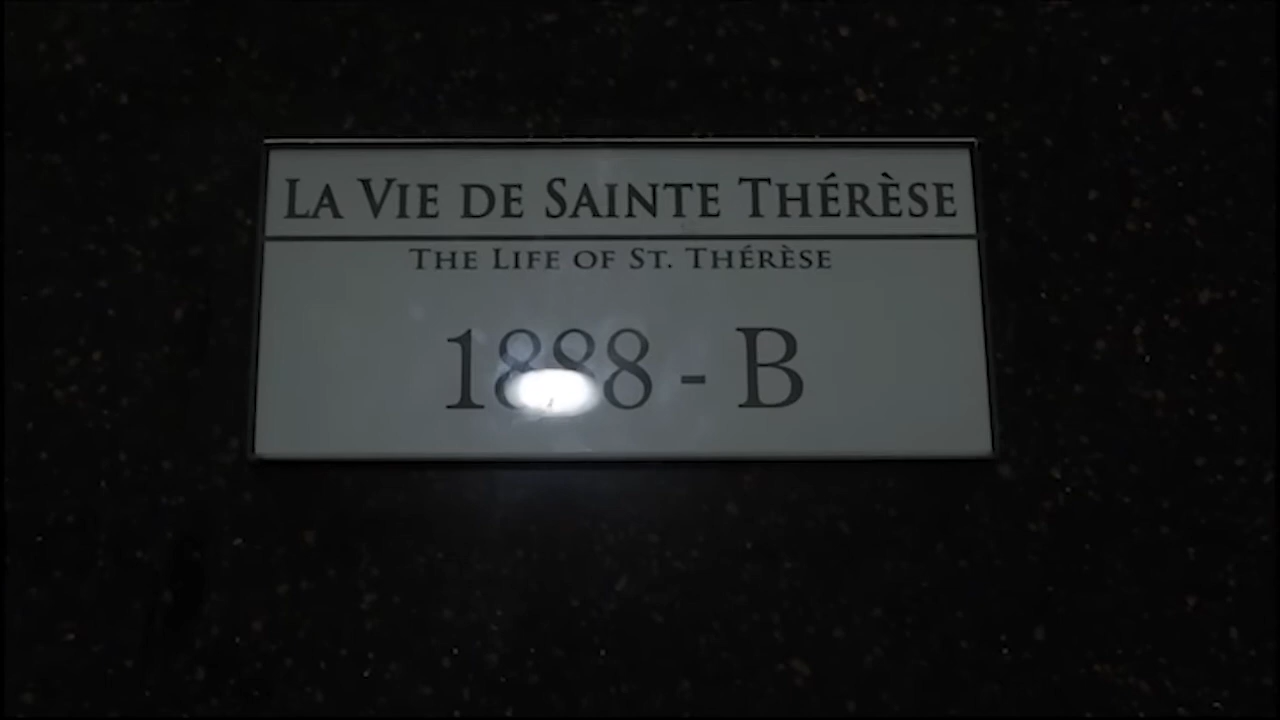 LA VIE DE SAINTE THÉRÈSE
THE LIFE OF ST. THÉRÈSE
1888 - B